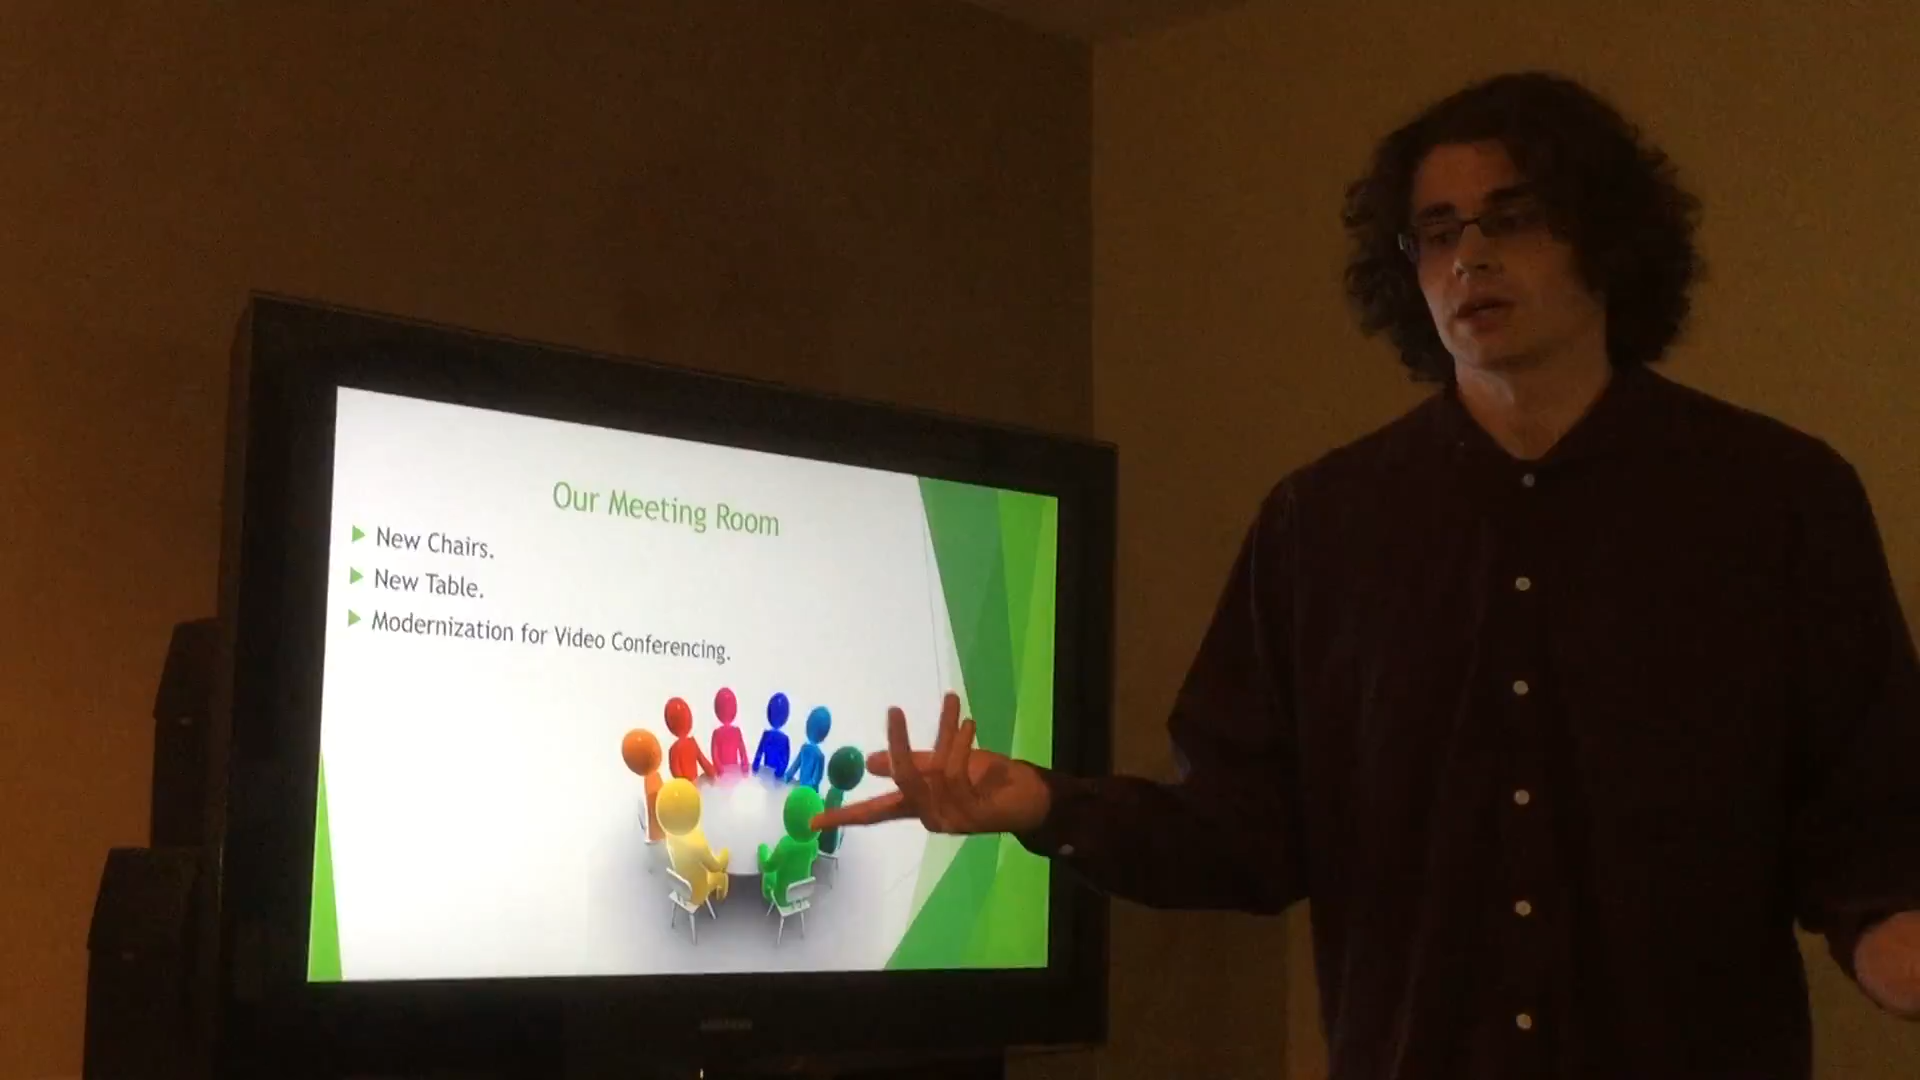 Our Meeting Room
New Chairs.
New Table.
Modernization for Video Conferencing.